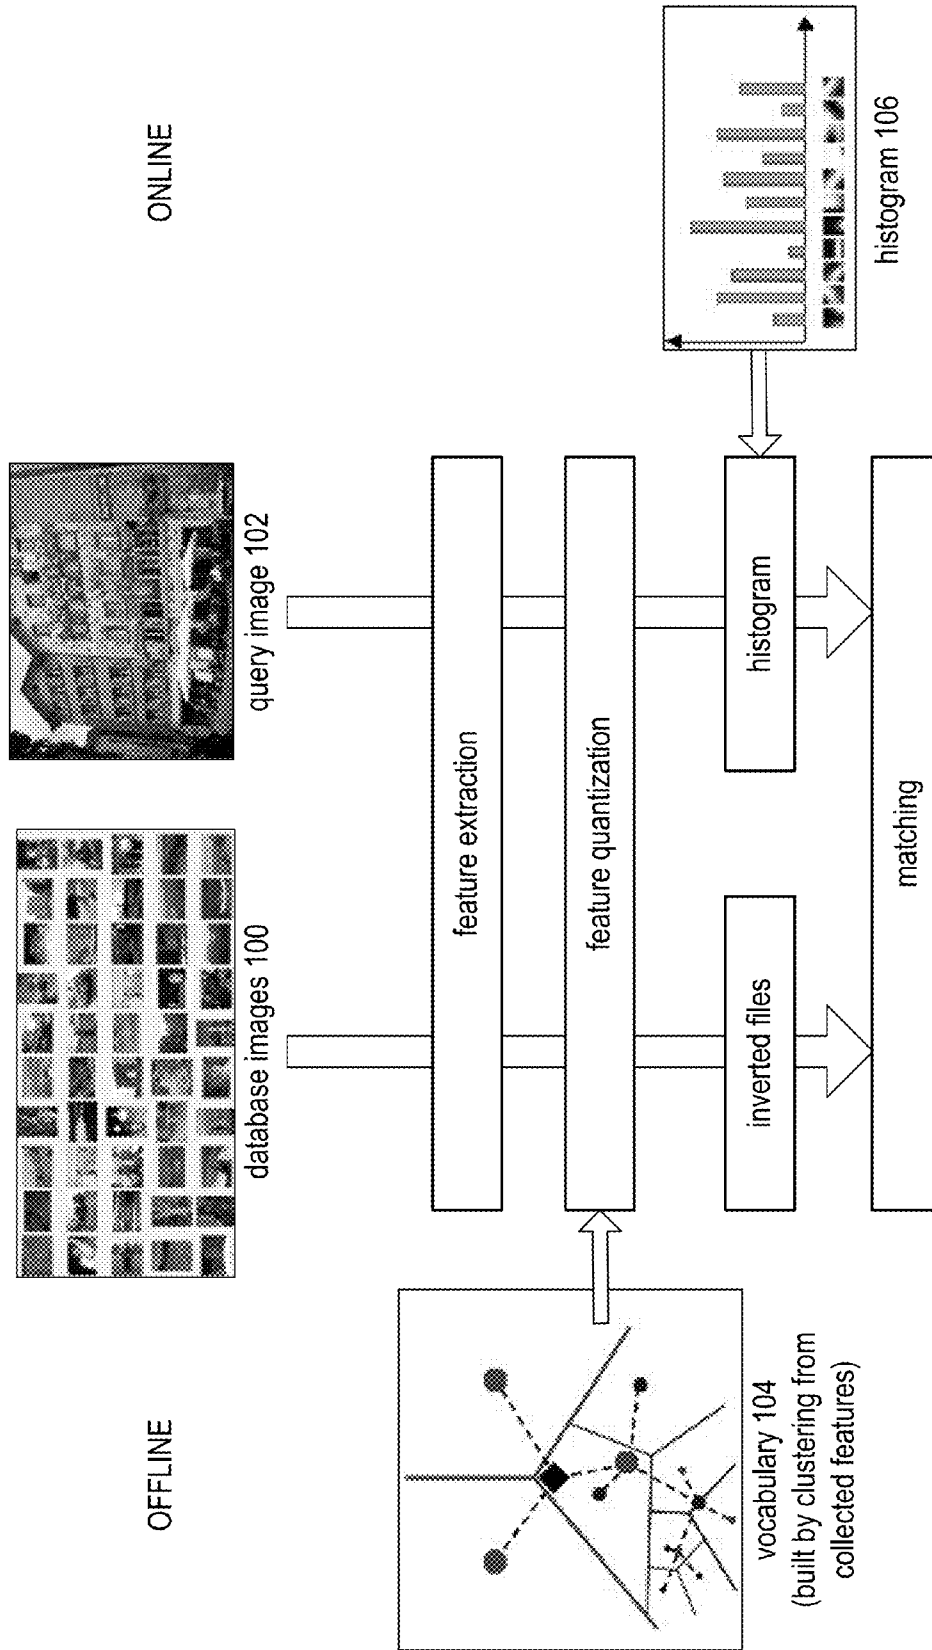 OFFLINE
ONLINE
database images 100
query image 102
feature extraction
feature quantization
vocabulary 104
(built by clustering from
collected features)
inverted files
histogram
histogram 106
matching